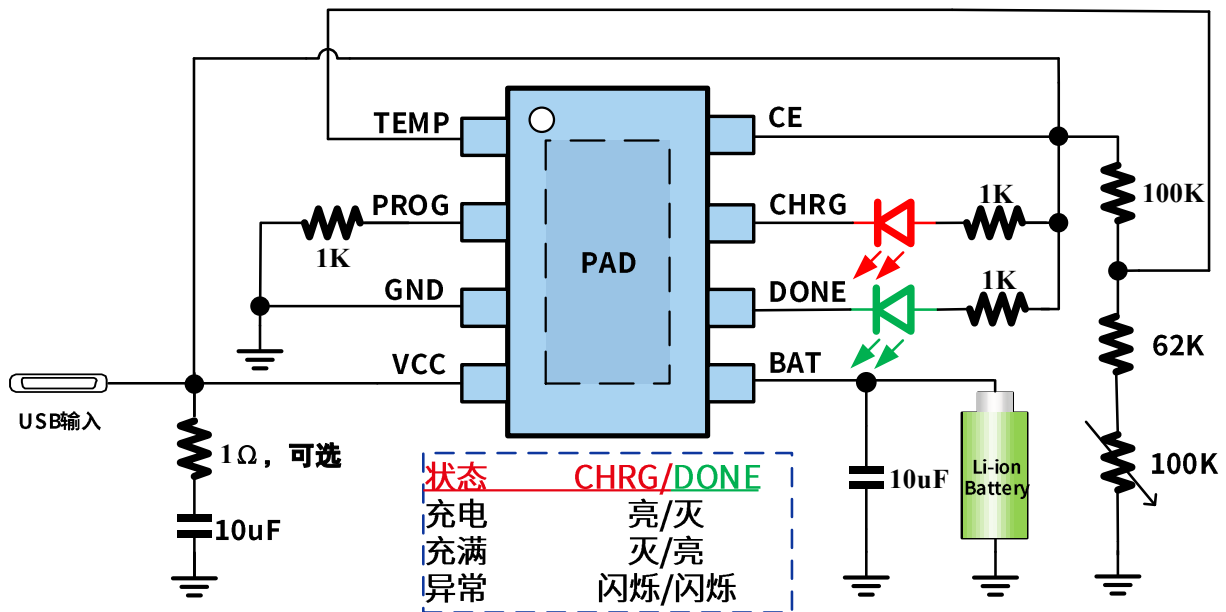 TEMP
CE
PROG
CHRG
1K
100K
1K
PAD
GND
DONE
1K
62K
VCC
BAT
USB输入
1Ω，可选
10uF
10uF
Li-ion
Battery
100K
状态 CHRG/DONE
充电 亮/灭
充满 灭/亮
异常 闪烁/闪烁